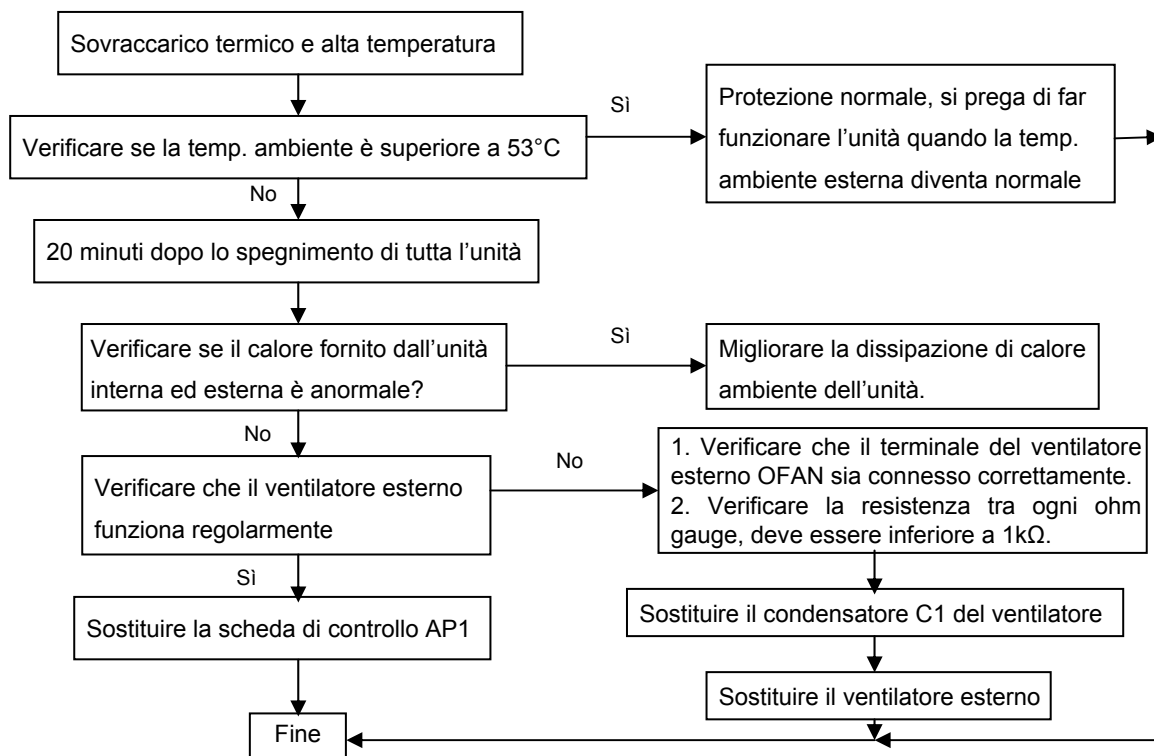 Sovraccarico termico e alta temperatura
Verificare se la temp. ambiente è superiore a 53°C
Sì
Protezione normale, si prega di far
funzionare l'unità quando la temp.
ambiente esterna diventa normale
No
20 minuti dopo lo spegnimento di tutta l'unità
Verificare se il calore fornito dall'unità
interna ed esterna è anormale?
Sì
Migliorare la dissipazione di calore
ambiente dell'unità.
No
Verificare che il ventilatore esterno
funziona regolarmente
No
1. Verificare che il terminale del ventilatore
esterno OFAN sia connesso correttamente.
2. Verificare la resistenza tra ogni ohm
gauge, deve essere inferiore a 1kΩ.
Sì
Sostituire la scheda di controllo AP1
Sostituire il condensatore C1 del ventilatore
Sostituire il ventilatore esterno
Fine